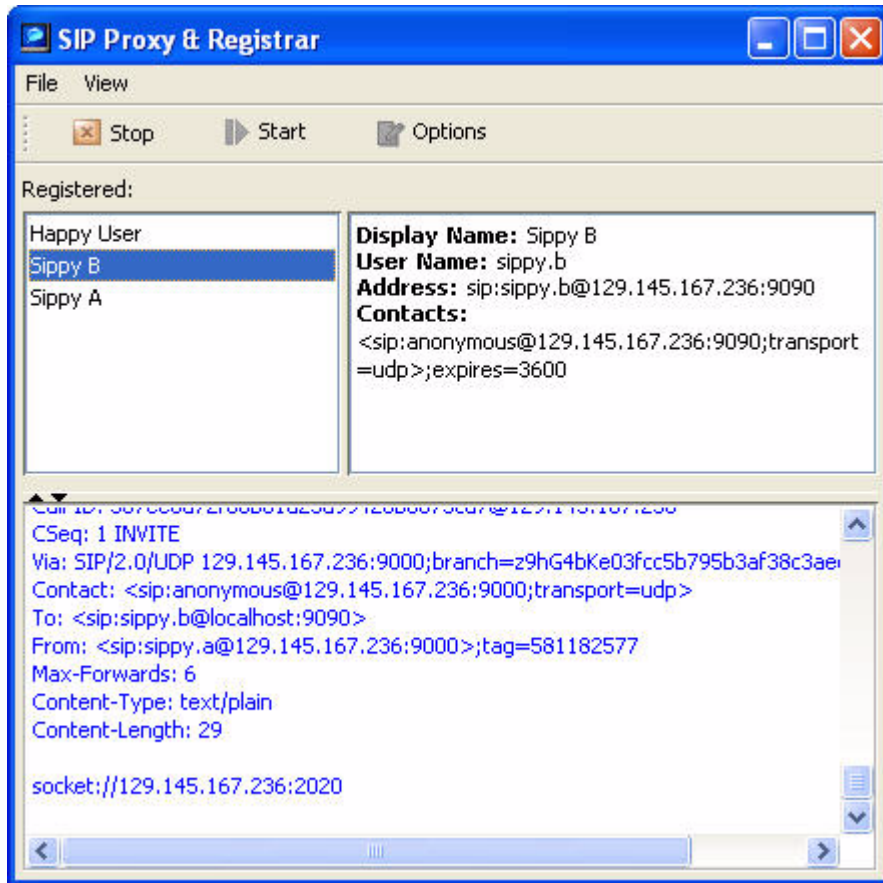 SIP Proxy & Registrar
File View
Stop Start Options
Registered:
Happy User
Sippy B
Sippy A
Display Name: Sippy B
User Name: sippy.b
Address: sip:sippy.b@129.145.167.236:9090
Contacts:
<sip:anonymous@129.145.167.236:9090;transport
=udp>;expires=3600
CSeq: 1 INVITE
Via: SIP/2.0/UDP 129.145.167.236:9000;branch=z9hG4bKe03fcc5b795b3af38c3ae
Contact: <sip:anonymous@129.145.167.236:9000;transport=udp>
To: <sip:sippy.b@localhost:9090>
From: <sip:sippy.a@129.145.167.236:9000>;tag=581182577
Max-Forwards: 6
Content-Type: text/plain
Content-Length: 29
socket://129.145.167.236:2020